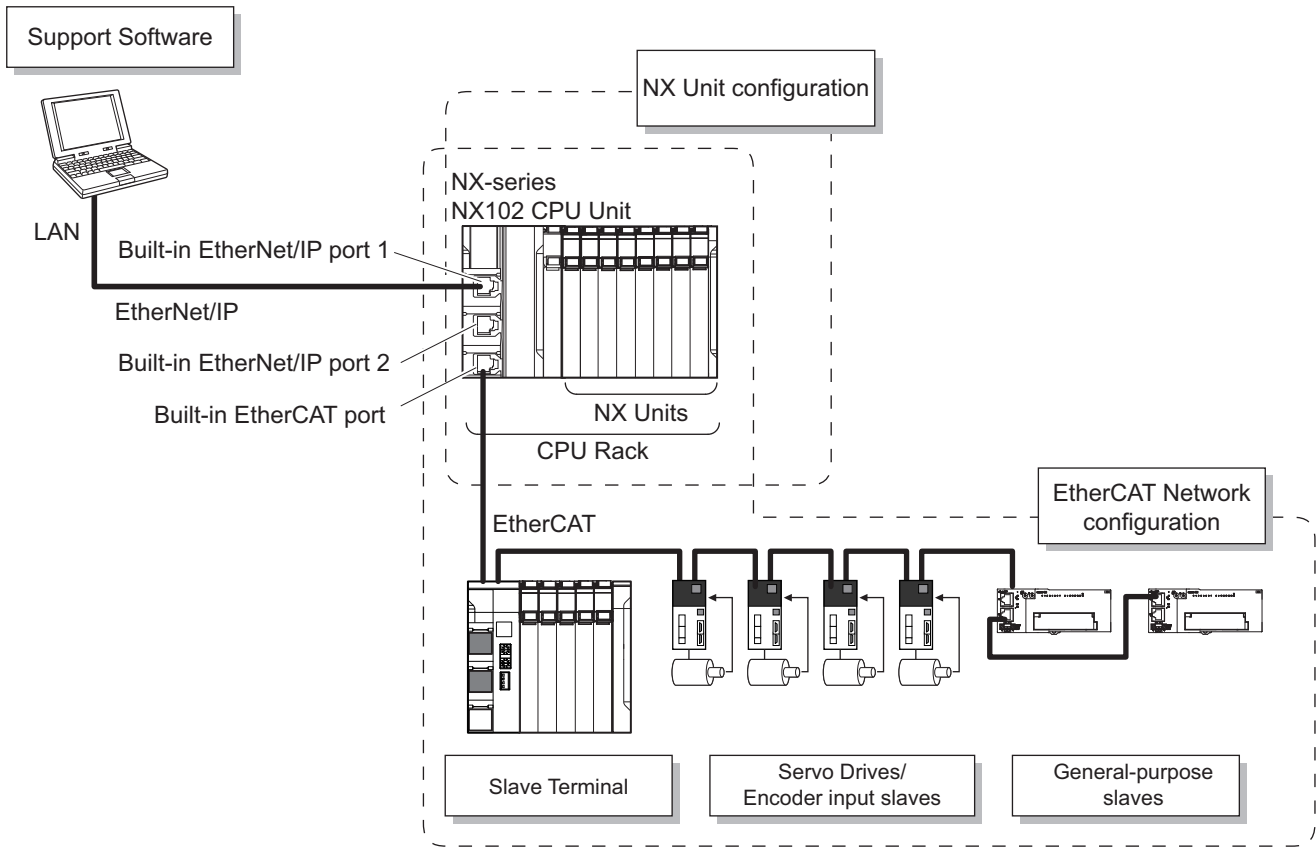 Support Software
NX Unit configuration
NX-series
NX102 CPU Unit
LAN
Built-in EtherNet/IP port 1
EtherNet/IP
Built-in EtherNet/IP port 2
Built-in EtherCAT port
NX Units
CPU Rack
EtherCAT Network
configuration
EtherCAT
Slave Terminal
Servo Drives/
Encoder input slaves
General-purpose
slaves